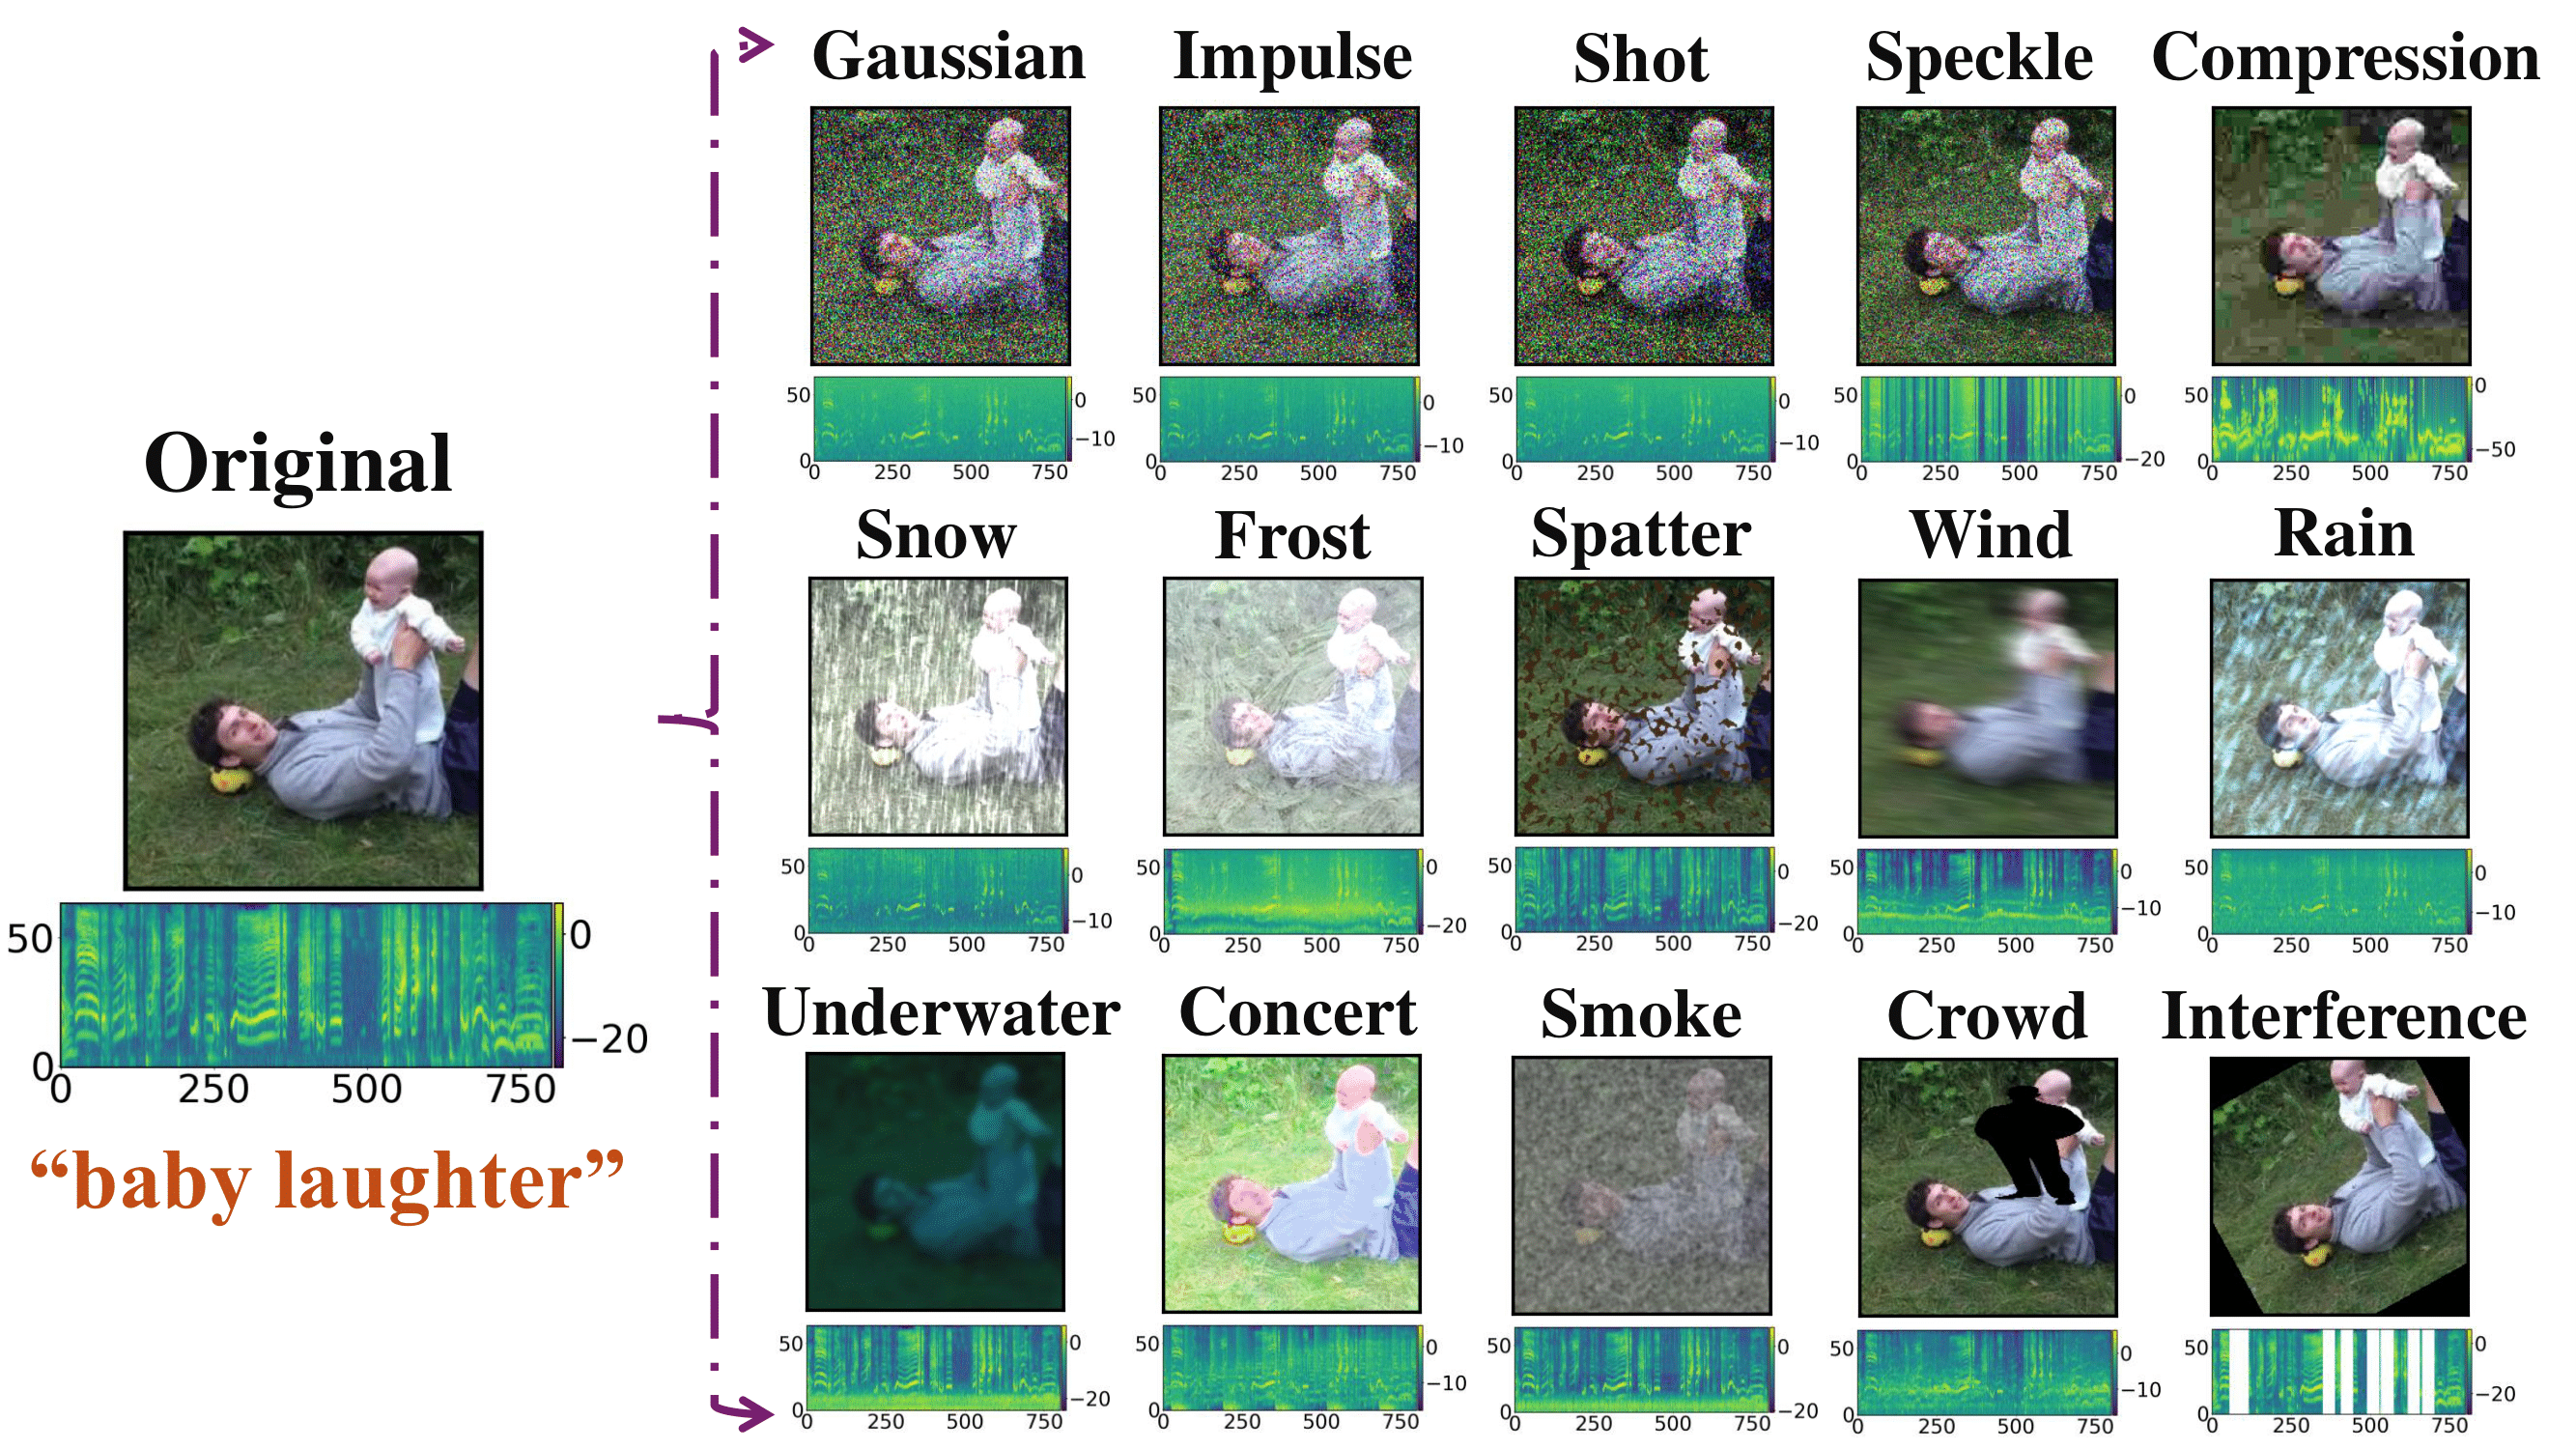 Gaussian Impulse Shot Speckle Compression
50 0 0 250 500 750 0 −10
50 0 0 250 500 750 0 −10
50 0 0 250 500 750 0 −10
50 0 0 250 500 750 0 −20
50 0 0 250 500 750 0 −50
Original
50 0 0 250 500 750 0 −20
“baby laughter”
Snow Frost Spatter Wind Rain
50 0 0 250 500 750 0 −10
50 0 0 250 500 750 0 −20
50 0 0 250 500 750 0 −20
50 0 0 250 500 750 0 −10
50 0 0 250 500 750 0 −10
Underwater Concert Smoke Crowd Interference
50 0 0 250 500 750 0 −20
50 0 0 250 500 750 0 −10
50 0 0 250 500 750 0 −20
50 0 0 250 500 750 0 −10
50 0 0 250 500 750 0 −20